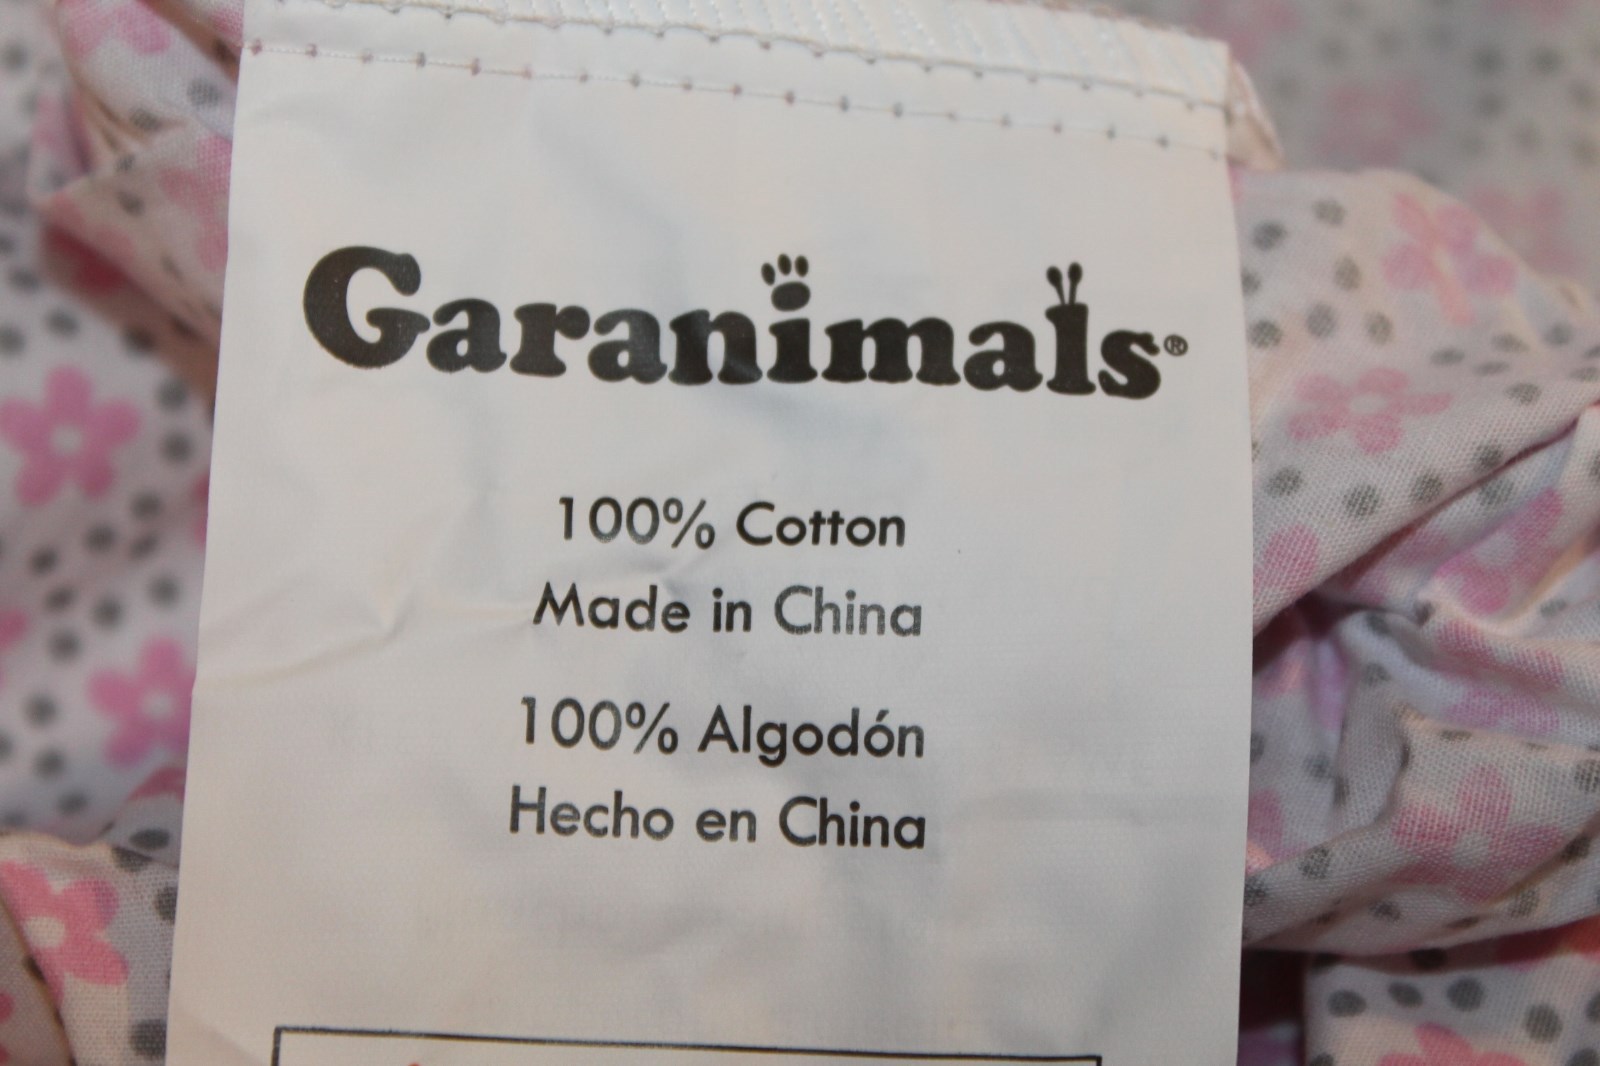 Garanimals®
100% Cotton
Made in China
100% Algodón
Hecho en China